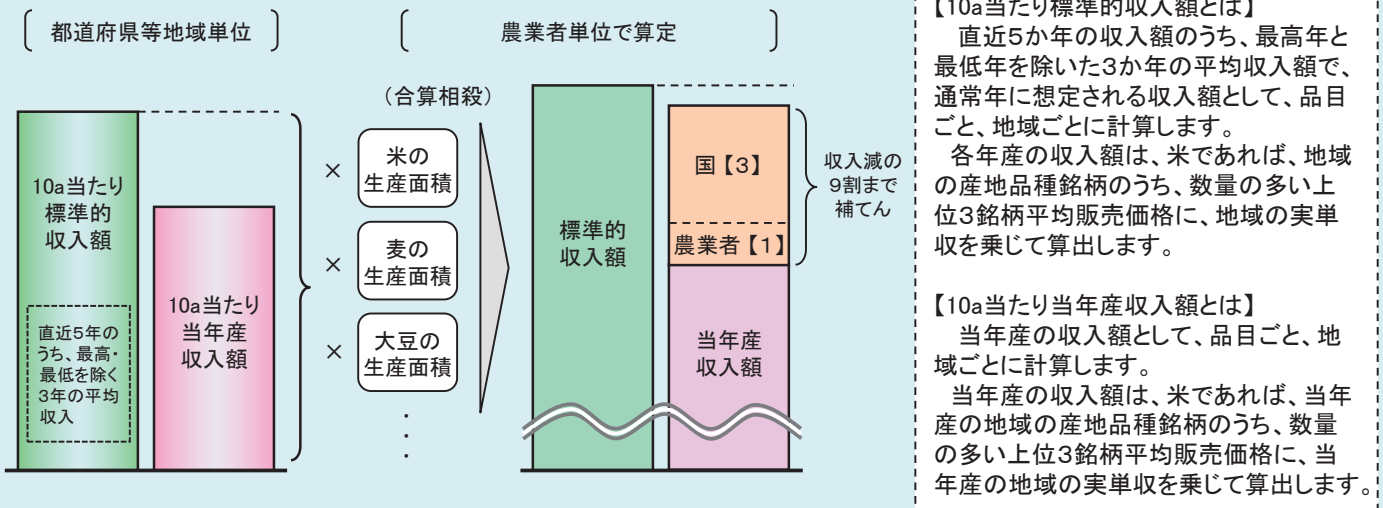 〔 都道府県等地域単位 〕
〔 農業者単位で算定 〕
10a当たり
標準的
収入額
直近5年の
うち、最高・
最低を除く
3年の平均
収入
10a当たり
当年産
収入額
(合算相殺)
×
米の
生産面積
×
麦の
生産面積
×
大豆の
生産面積
・
・
・
標準的
収入額
国【3】
農業者【1】
当年産
収入額
収入減の
9割まで
補てん
【10a当たり標準的収入額とは】
直近5か年の収入額のうち、最高年と
最低年を除いた3か年の平均収入額で、
通常年に想定される収入額として、品目
ごと、地域ごとに計算します。
各年産の収入額は、米であれば、地域
の産地品種銘柄のうち、数量の多い上
位3銘柄平均販売価格に、地域の実単
収を乗じて算出します。
【10a当たり当年産収入額とは】
当年産の収入額として、品目ごと、地
域ごとに計算します。
当年産の収入額は、米であれば、当年
産の地域の産地品種銘柄のうち、数量
の多い上位3銘柄平均販売価格に、当
年産の地域の実単収を乗じて算出します。